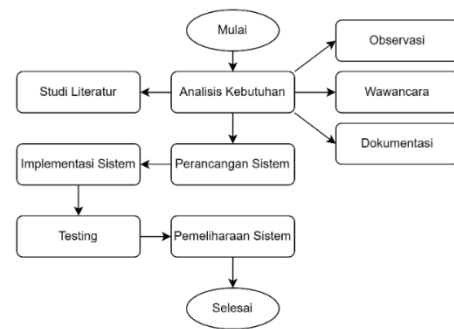 Mulai
Observasi
Studi Literatur
Analisis Kebutuhan
Wawancara
Dokumentasi
Implementasi Sistem
Perancangan Sistem
Testing
Pemeliharaan Sistem
Selesai